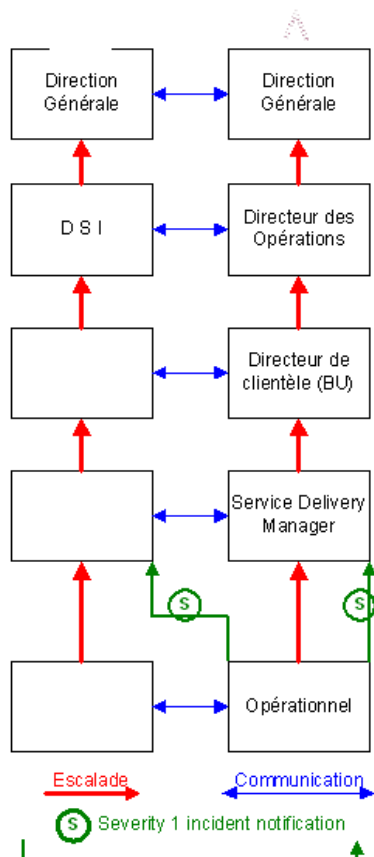 Direction
Générale
Direction
Générale
D S I
Directeur des
Opérations
Directeur de
clientèle (BU)
Service Delivery
Manager
S
S
Opérationnel
Escalade
Communication
S Severity 1 incident notification